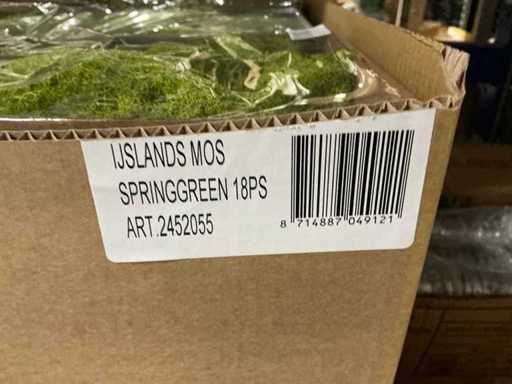 IJSLANDS MOS
SPRINGGREEN 18PS
ART.2452055
8 714887 049121